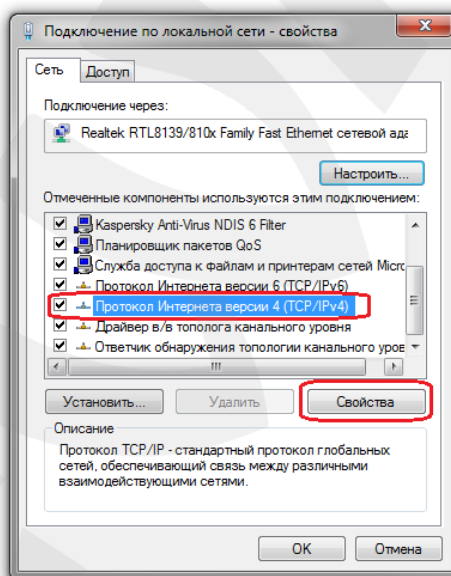 Подключение по локальной сети - свойства
Сеть
Доступ
Подключение через:
Realtek RTL8139/810x Family Fast Ethernet сетевой ада
Настроить...
Отмеченные компоненты используются этим подключением:
Kaspersky Anti-Virus NDIS 6 Filter
Планировщик пакетов QoS
Служба доступа к файлам и принтерам сетей Micro
Протокол Интернета версии 6 (TCP/IPv6)
Протокол Интернета версии 4 (TCP/IPv4)
Драйвер в/в тополога канального уровня
Ответчик обнаружения топологии канального уров
Установить...
Удалить
Свойства
Описание
Протокол TCP/IP - стандартный протокол глобальных
сетей, обеспечивающий связь между различными
взаимодействующими сетями.
OK
Отмена